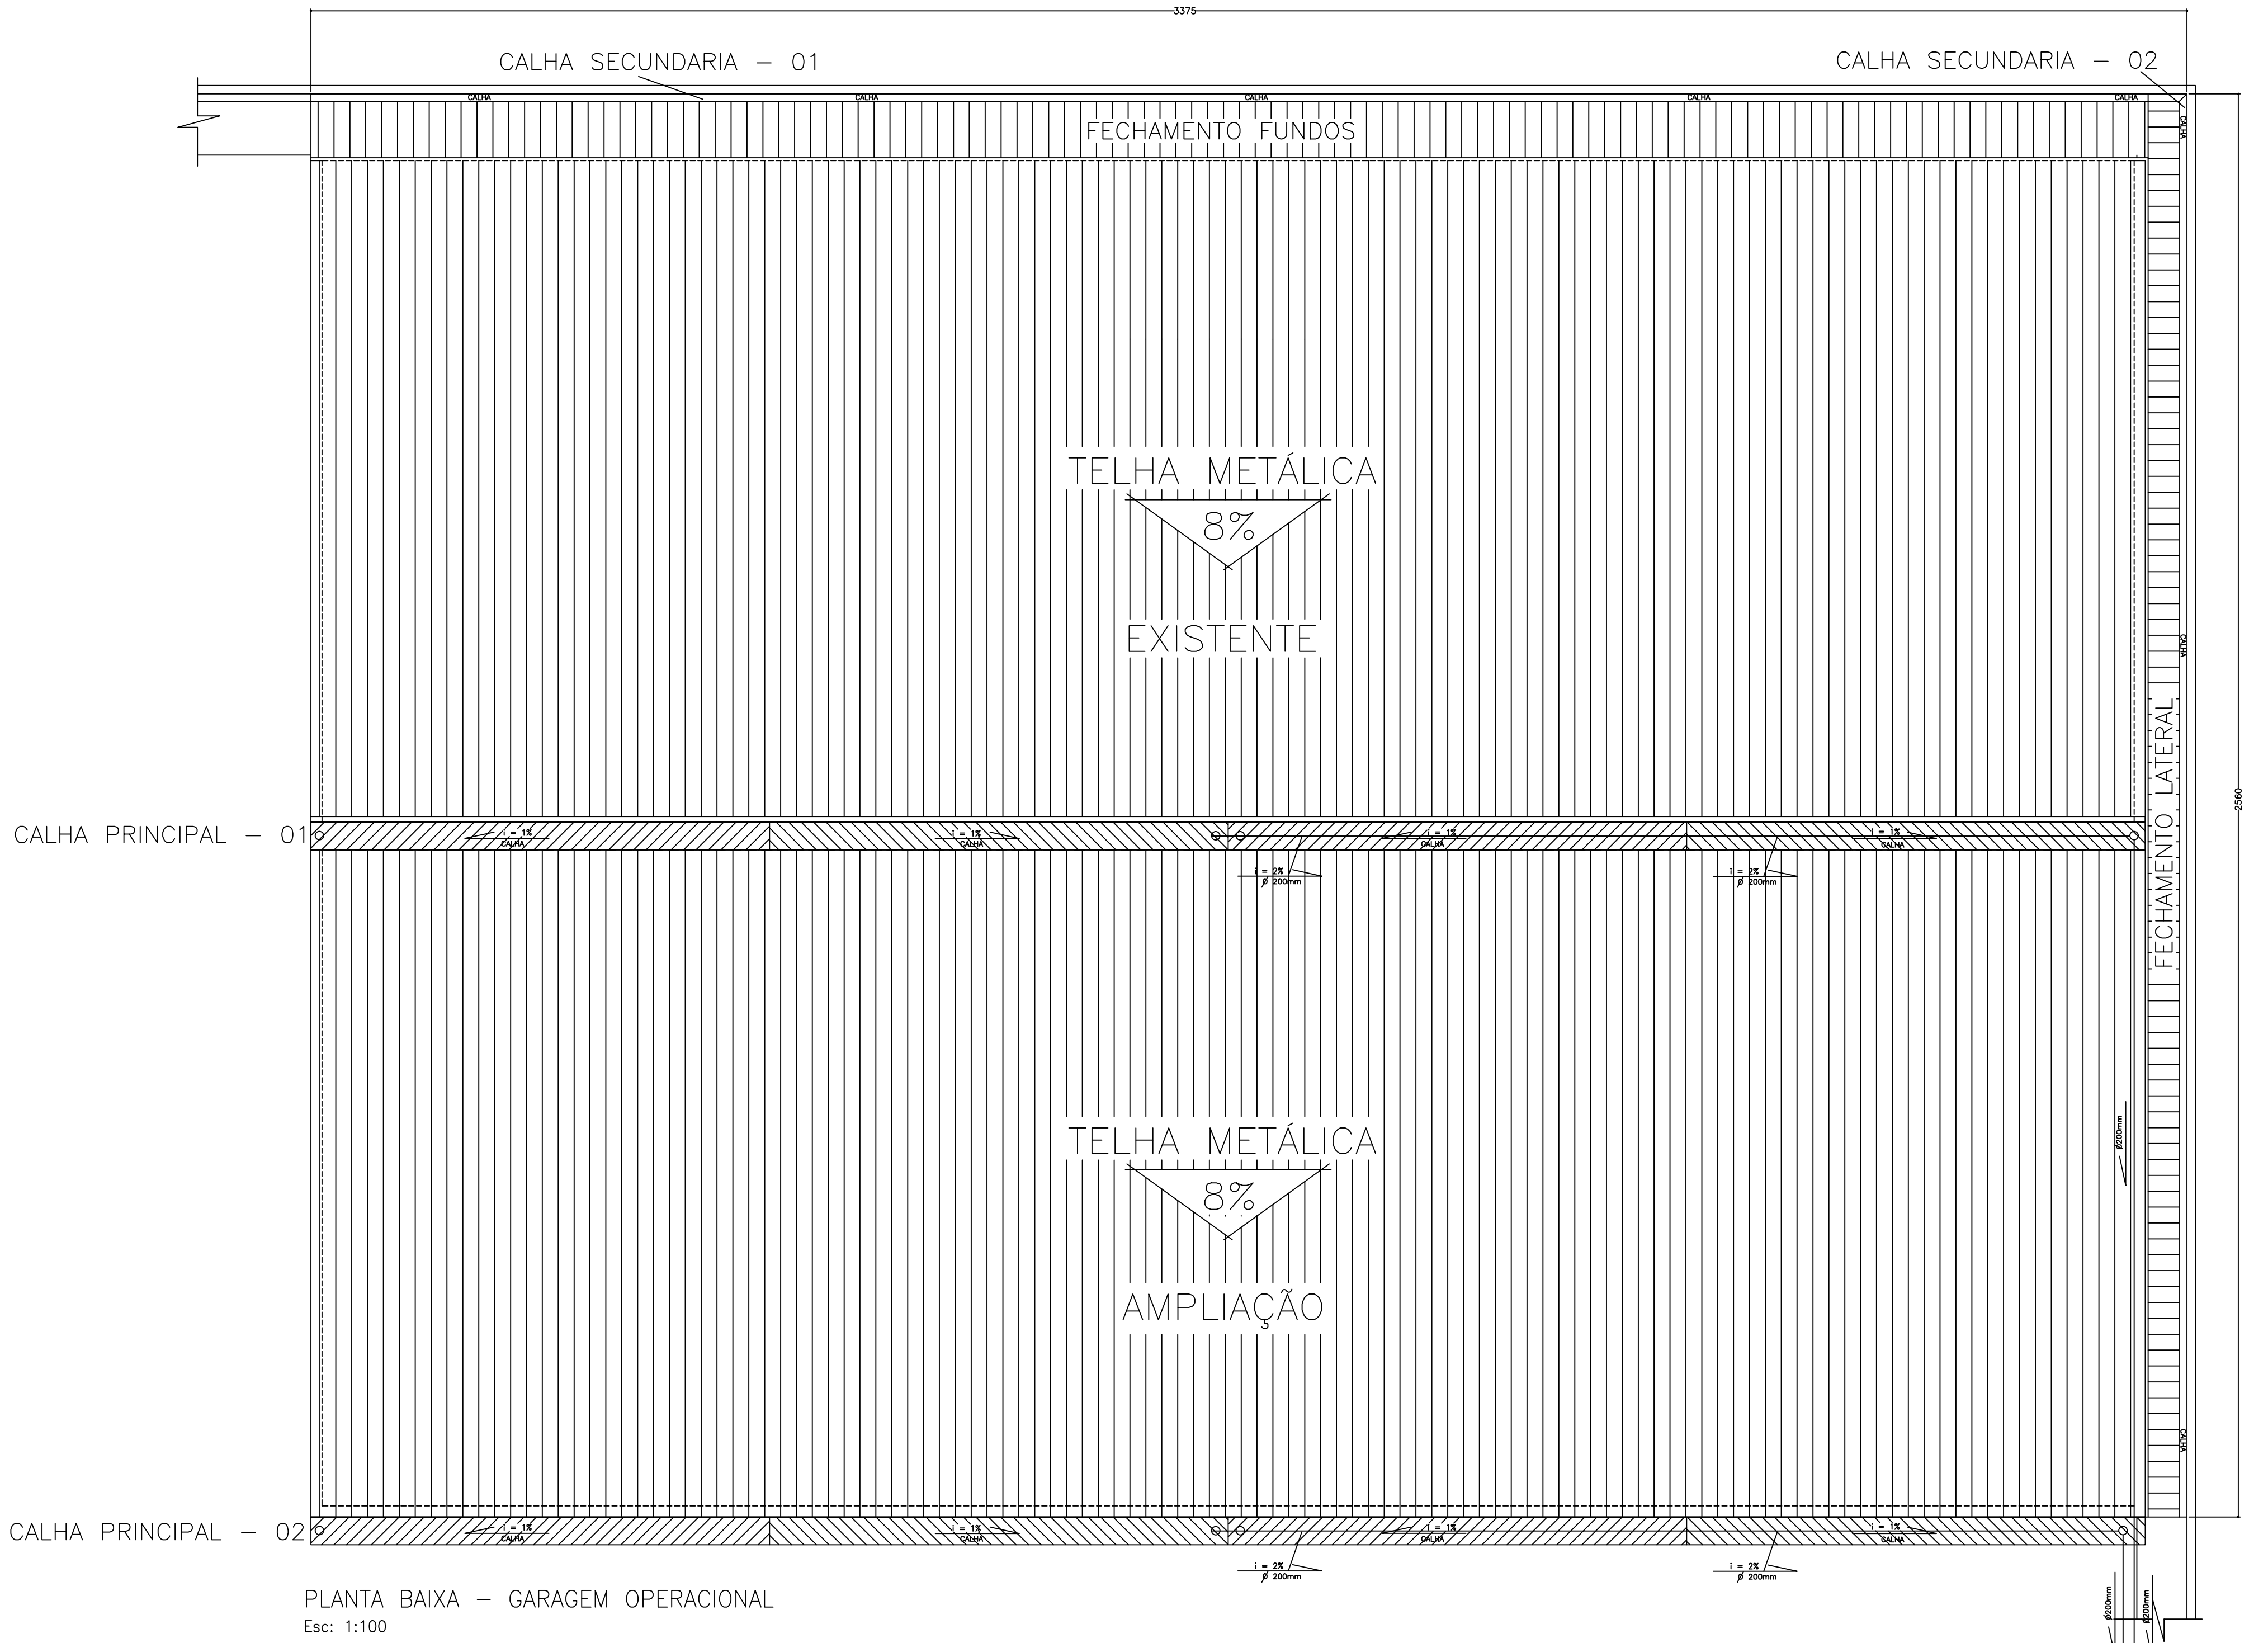 3375
CALHA SECUNDARIA - 01
CALHA SECUNDARIA - 02
CALHA
CALHA
CALHA
CALHA
CALHA
CALHA
FECHAMENTO FUNDOS
TELHA METÁLICA
8%
EXISTENTE
CALHA
FECHAMENTO LATERAL
2560
CALHA PRINCIPAL - 01
i = 1%
CALHA
i = 1%
CALHA
i = 1%
CALHA
i = 1%
CALHA
i = 2%
Ø 200mm
i = 2%
Ø 200mm
TELHA METÁLICA
8%
AMPLIAÇÃO
Ø200mm
CALHA
CALHA PRINCIPAL - 02
i = 1%
CALHA
i = 1%
CALHA
i = 1%
CALHA
i = 1%
CALHA
i = 2%
Ø 200mm
i = 2%
Ø 200mm
Ø200mm
Ø200mm
PLANTA BAIXA - GARAGEM OPERACIONAL
Esc: 1:100